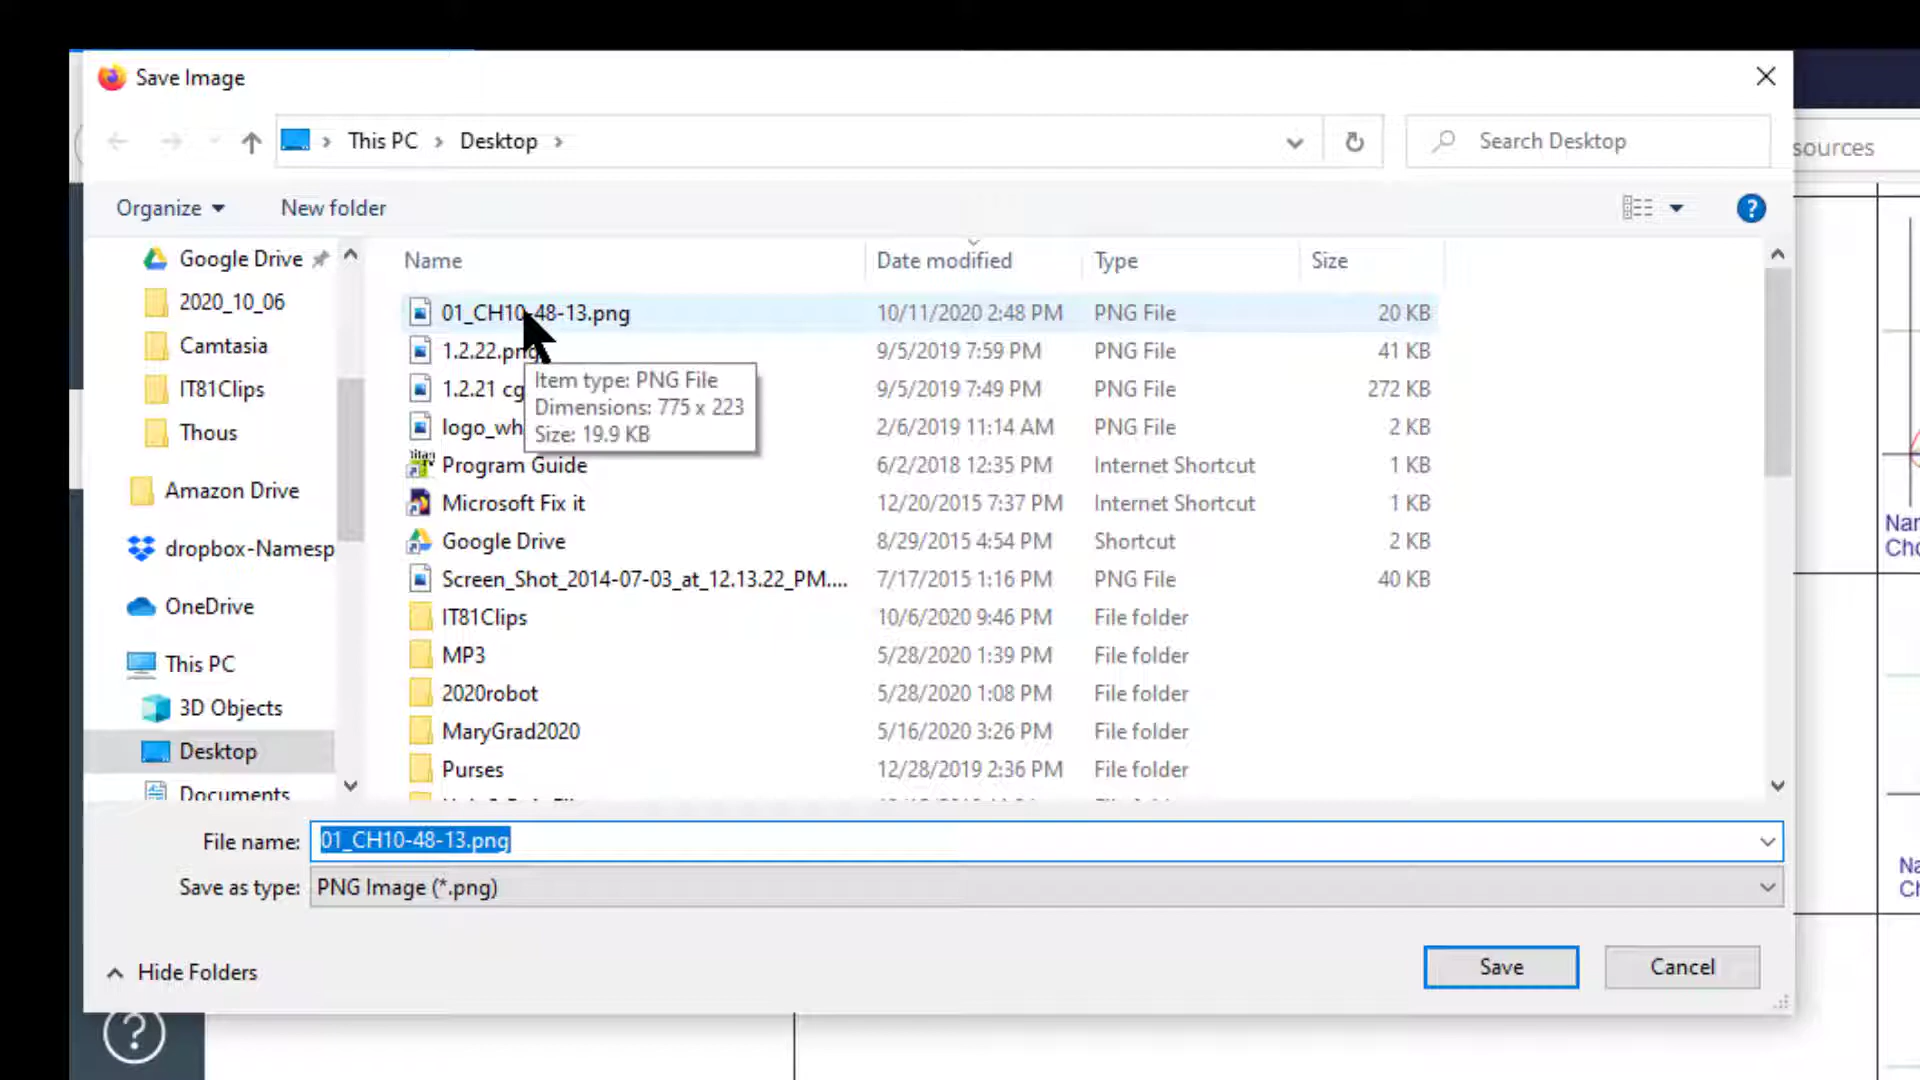 Save Image
This PC > Desktop >
Search Desktop
sources
Organize
New folder
?
Google Drive
2020_10_06
Camtasia
IT81Clips
Thous
Amazon Drive
dropbox-Namesp
OneDrive
This PC
3D Objects
Desktop
Documents
Name Date modified Type Size
01_CH10-48-13.png 10/11/2020 2:48 PM PNG File 20 KB
1.2.22.png 9/5/2019 7:59 PM PNG File 41 KB
1.2.21 cg 9/5/2019 7:49 PM PNG File 272 KB
logo_wh 2/6/2019 11:14 AM PNG File 2 KB
Program Guide 6/2/2018 12:35 PM Internet Shortcut 1 KB
Microsoft Fix it 12/20/2015 7:37 PM Internet Shortcut 1 KB
Google Drive 8/29/2015 4:54 PM Shortcut 2 KB
Screen_Shot_2014-07-03_at_12.13.22_PM.... 7/17/2015 1:16 PM PNG File 40 KB
IT81Clips 10/6/2020 9:46 PM File folder
MP3 5/28/2020 1:39 PM File folder
2020robot 5/28/2020 1:08 PM File folder
MaryGrad2020 5/16/2020 3:26 PM File folder
Purses 12/28/2019 2:36 PM File folder
Item type: PNG File
Dimensions: 775 x 223
Size: 19.9 KB
Nar
Cho
Na
Ch
File name: 01_CH10-48-13.png
Save as type: PNG Image (*.png)
Hide Folders
Save
Cancel
?